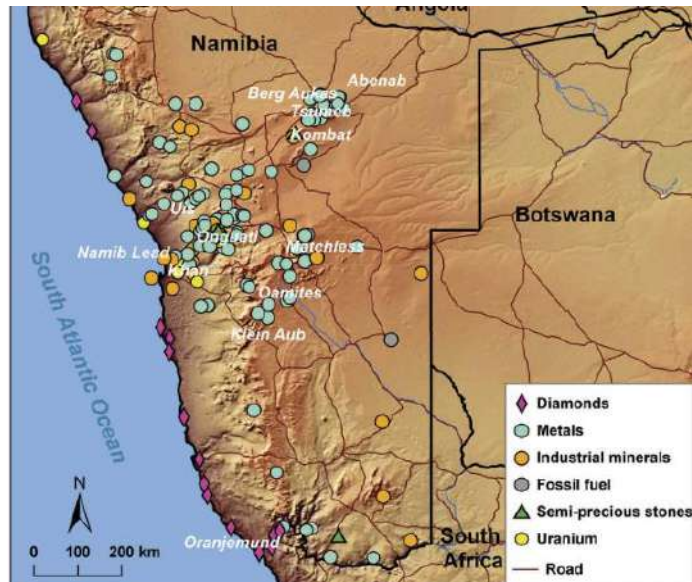 Angola
Namibia
Abenab
Berg Aukas
Tsumeb
Kombat
Botswana
Uis
Onguati
Matchless
Namib Lead
Khan
Oamites
Klein Aub
South Atlantic Ocean
Diamonds
Metals
Industrial minerals
Fossil fuel
Semi-precious stones
Uranium
Road
N
Oranjemund
South
Africa
0 100 200 km